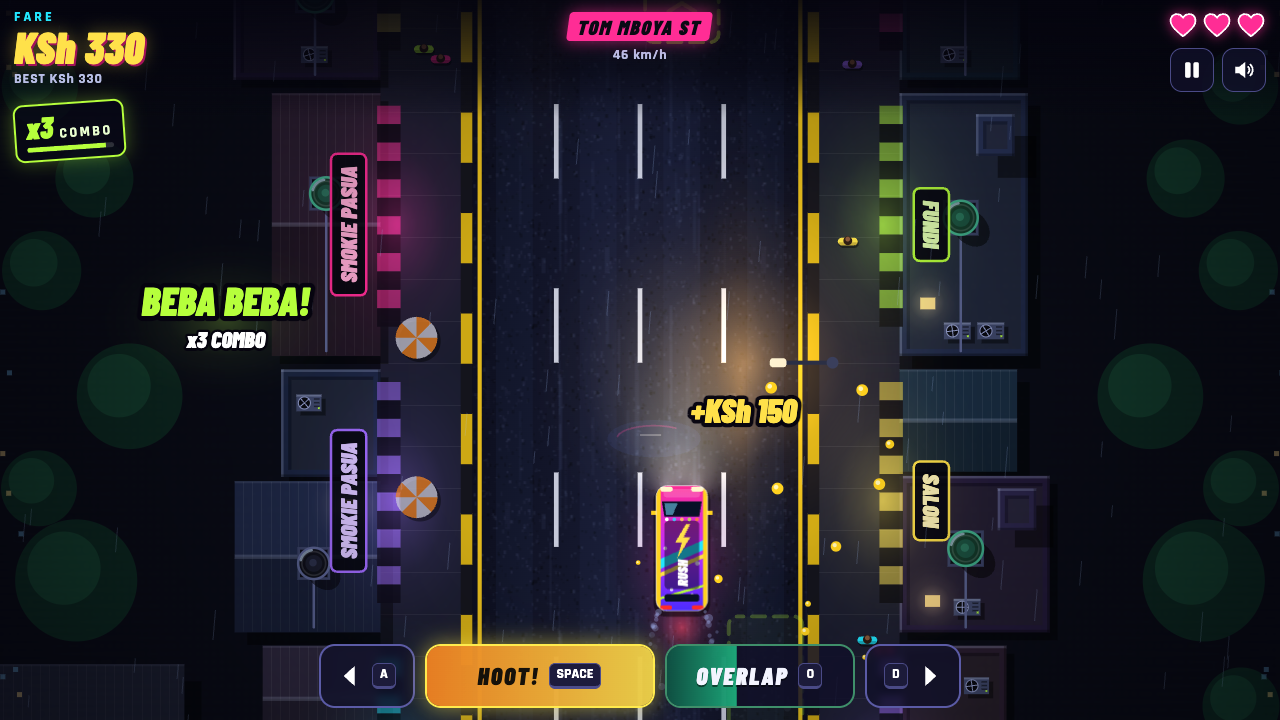 FARE
KSh 330
BEST KSh 330
x3 COMBO
TOM MBOYA ST
46 km/h
SMOKIE PASUA
FUNDI
BEBA BEBA!
x3 COMBO
+KSh 150
SMOKIE PASUA
SALON
RUSH
A
HOOT! SPACE
OVERLAP O
D